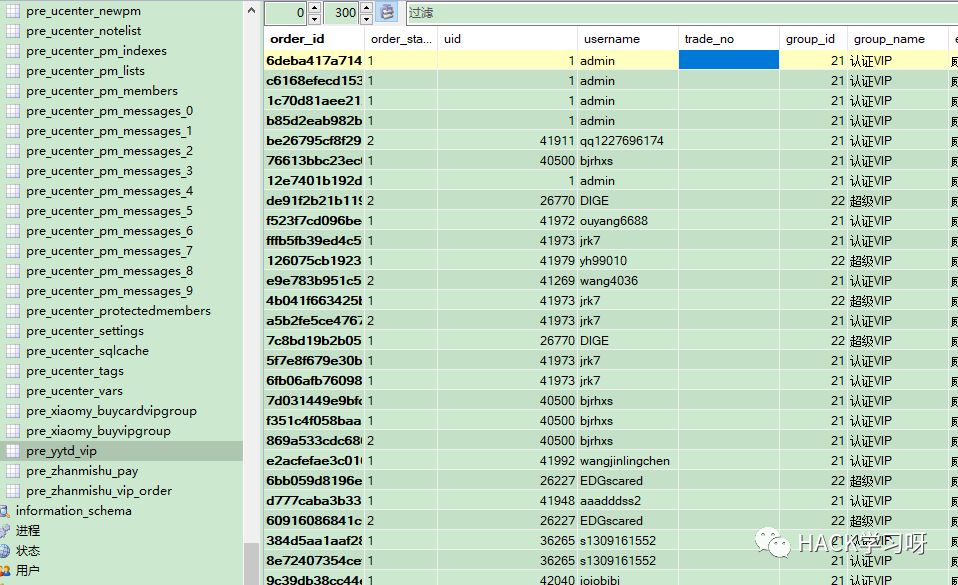 pre_ucenter_newpm
pre_ucenter_notelist
pre_ucenter_pm_indexes
pre_ucenter_pm_lists
pre_ucenter_pm_members
pre_ucenter_pm_messages_0
pre_ucenter_pm_messages_1
pre_ucenter_pm_messages_2
pre_ucenter_pm_messages_3
pre_ucenter_pm_messages_4
pre_ucenter_pm_messages_5
pre_ucenter_pm_messages_6
pre_ucenter_pm_messages_7
pre_ucenter_pm_messages_8
pre_ucenter_pm_messages_9
pre_ucenter_protectedmembers
pre_ucenter_settings
pre_ucenter_sqlcache
pre_ucenter_tags
pre_ucenter_vars
pre_xiaomy_buycardvipgroup
pre_xiaomy_buyvipgroup
pre_yytd_vip
pre_zhanmishu_pay
pre_zhanmishu_vip_order
information_schema
进程
状态
用户
0 300 过滤
order_id order_sta... uid username trade_no group_id group_name
6deba417a714 1 1 admin 21 认证VIP
c6168efecd153 1 1 admin 21 认证VIP
1c70d81aee21 1 1 admin 21 认证VIP
b85d2eab982b 1 1 admin 21 认证VIP
be26795cf8f29 2 41911 qq1227696174 21 认证VIP
76613bbc23ec 1 40500 bjrhxs 21 认证VIP
12e7401b192d 1 1 admin 21 认证VIP
de91f2b21b119 2 26770 DIGE 22 超级VIP
f523f7cd096be 1 41972 ouyang6688 21 认证VIP
fffb5fb39ed4c5 1 41973 jrk7 21 认证VIP
126075cb1923 1 41979 yh99010 22 超级VIP
e9e783b951c5 2 41269 wang4036 21 认证VIP
4b041f663425 1 41973 jrk7 22 超级VIP
a5b2fe5ce4767 2 41973 jrk7 21 认证VIP
7c8bd19b2b05 1 26770 DIGE 22 超级VIP
5f7e8f679e30b 1 41973 jrk7 21 认证VIP
6fb06afb76098 1 41973 jrk7 21 认证VIP
7d031449e9bf 1 40500 bjrhxs 21 认证VIP
f351c4f058baa 1 40500 bjrhxs 21 认证VIP
869a533cdc68 2 40500 bjrhxs 21 认证VIP
e2acfefae3c01 1 41992 wangjinlingchen 21 认证VIP
6bb059d8196e 1 26227 EDGscared 22 超级VIP
d777caba3b33 1 41948 aaadddss2 21 认证VIP
60916086841c 2 26227 EDGscared 22 超级VIP
384d5aa1aaf28 1 36265 s1309161552 21 认证VIP
8e72407354ce 1 36265 s1309161552 21 认证VIP
9c39db38cc44 1 42040 jojobibi 21 认证VIP
HACK学习呀